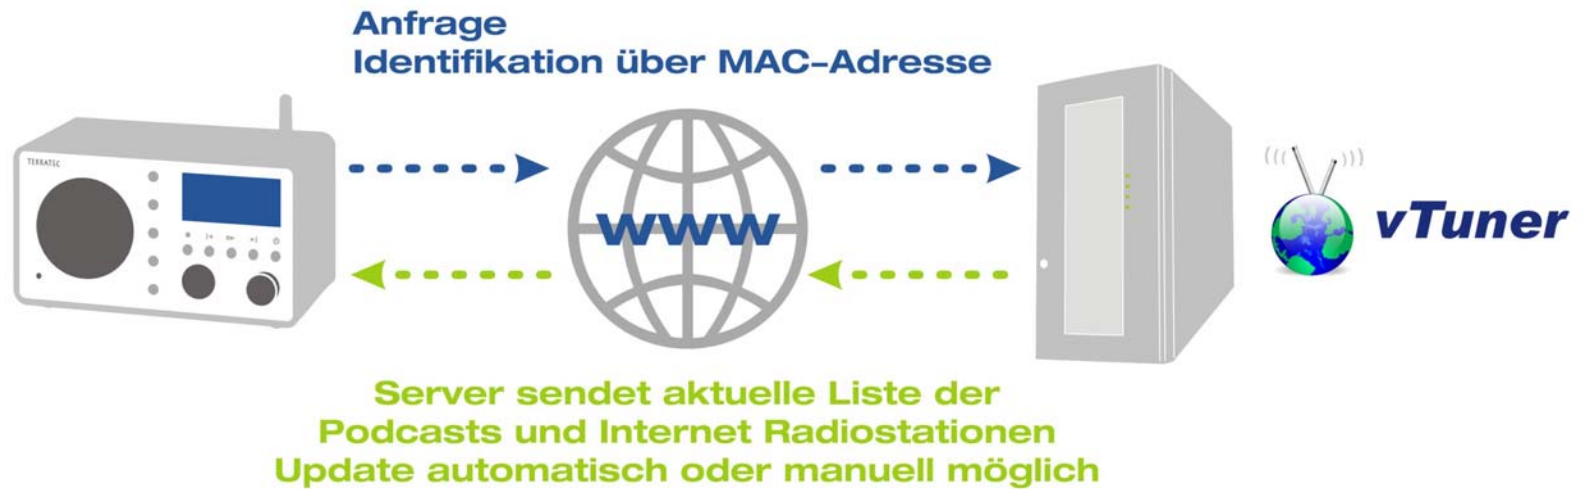 Anfrage
Identifikation über MAC-Adresse
TERRATEC
www
vTuner
Server sendet aktuelle Liste der
Podcasts und Internet Radiostationen
Update automatisch oder manuell möglich